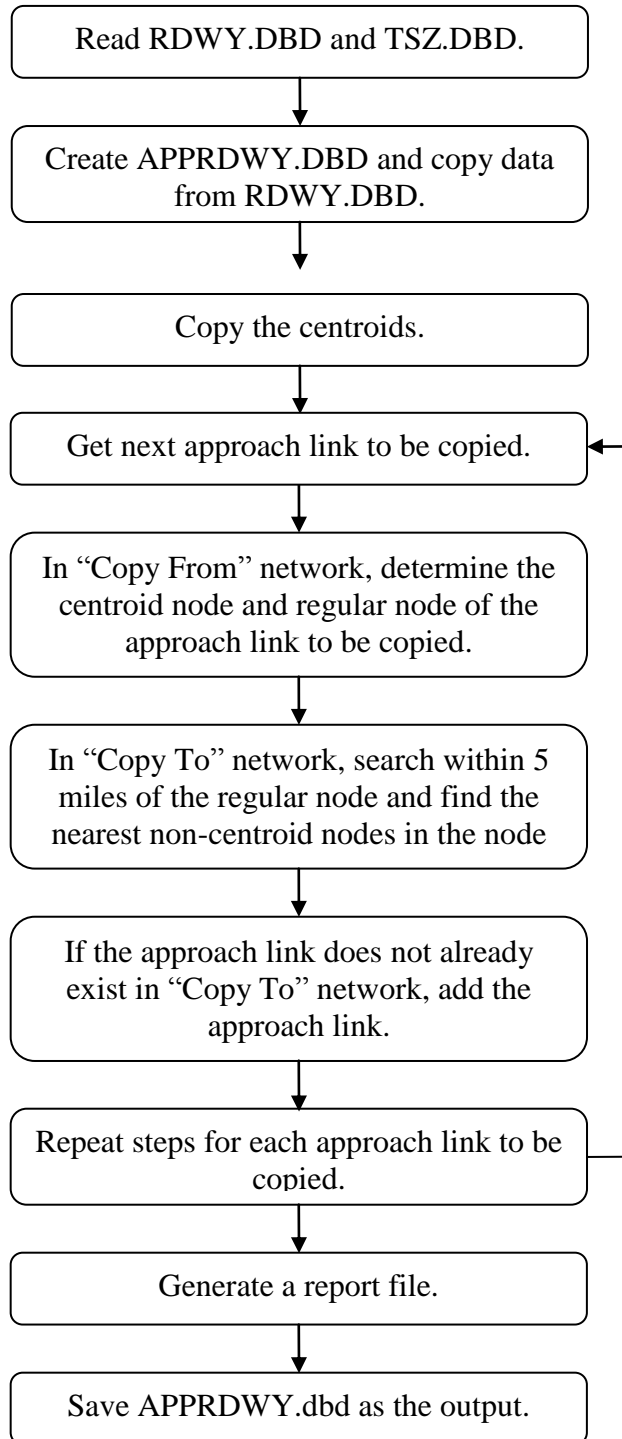 Read RDWY.DBD and TSZ.DBD.
Create APPRDWY.DBD and copy data
from RDWY.DBD.
Copy the centroids.
Get next approach link to be copied.
In “Copy From” network, determine the
centroid node and regular node of the
approach link to be copied.
In “Copy To” network, search within 5
miles of the regular node and find the
nearest non-centroid nodes in the node
If the approach link does not already
exist in “Copy To” network, add the
approach link.
Repeat steps for each approach link to be
copied.
Generate a report file.
Save APPRDWY.dbd as the output.